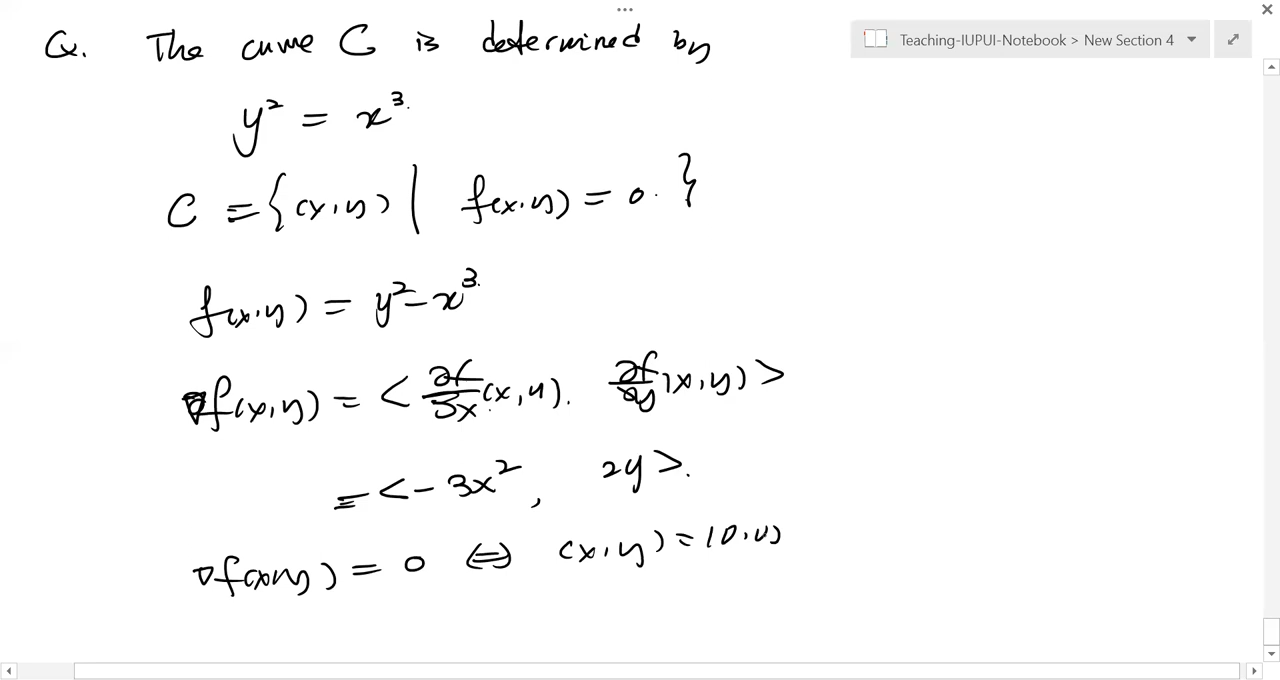 Q. The curve C is determined by
Teaching-IUPUI-Notebook > New Section 4
y² = x³.
C = {(x,y) | f(x,y) = 0. }
f(x,y) = y² - x³.
∇f(x,y) = < ∂f/∂x (x,y). ∂f/∂y (x,y) >
= < - 3x², 2y >.
∇f(x,y) = 0 ⇔ (x,y) = (0,0)